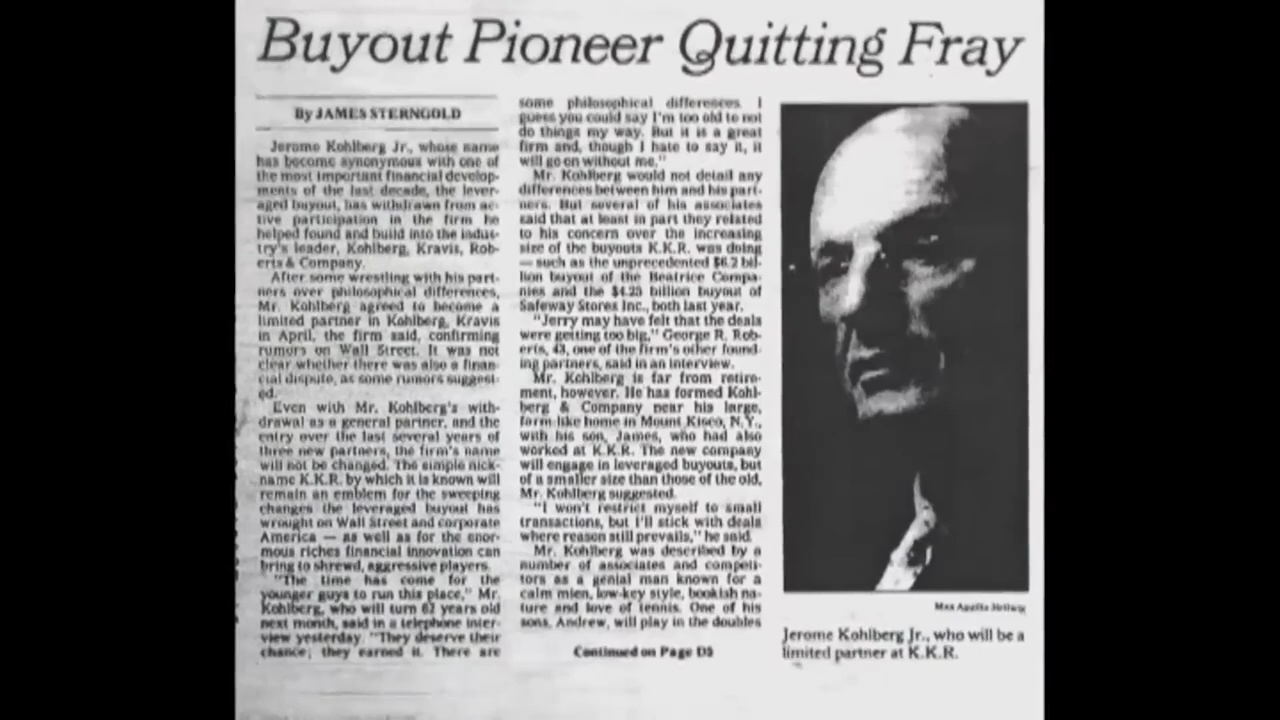 Buyout Pioneer Quitting Fray
By JAMES STERNGOLD
Jerome Kohlberg Jr., whose name
has become synonymous with one of
the most important financial develop-
ments of the last decade, the lever-
aged buyout, has withdrawn from ac-
tive participation in the firm he
helped found and build into the indus-
try's leader, Kohlberg, Kravis, Rob-
erts & Company.
After some wrestling with his part-
ners over philosophical differences,
Mr. Kohlberg agreed to become a
limited partner in Kohlberg, Kravis
in April, the firm said, confirming
rumors on Wall Street. It was not
clear whether there was also a finan-
cial dispute, as some rumors suggest-
ed.
Even with Mr. Kohlberg's with-
drawal as a general partner, and the
entry over the last several years of
three new partners, the firm's name
will not be changed. The simple nick-
name K.K.R. by which it is known will
remain an emblem for the sweeping
changes the leveraged buyout has
wrought on Wall Street and corporate
America — as well as for the enor-
mous riches financial innovation can
bring to shrewd, aggressive players.
"The time has come for the
younger guys to run this place," Mr.
Kohlberg, who will turn 62 years old
next month, said in a telephone inter-
view yesterday. "They deserve their
chance; they earned it. There are
some philosophical differences. I
guess you could say I'm too old to not
do things my way. But it is a great
firm and, though I hate to say it, it
will go on without me."
Mr. Kohlberg would not detail any
differences between him and his part-
ners. But several of his associates
said that at least in part they related
to his concern over the increasing
size of the buyouts K.K.R. was doing
— such as the unprecedented $6.2 bil-
lion buyout of the Beatrice Compa-
nies and the $4.25 billion buyout of
Safeway Stores Inc., both last year.
"Jerry may have felt that the deals
were getting too big," George R. Rob-
erts, 43, one of the firm's other found-
ing partners, said in an interview.
Mr. Kohlberg is far from retire-
ment, however. He has formed Kohl-
berg & Company near his large,
farm-like home in Mount Kisco, N.Y.,
with his son, James, who had also
worked at K.K.R. The new company
will engage in leveraged buyouts, but
of a smaller size than those of the old,
Mr. Kohlberg suggested.
"I won't restrict myself to small
transactions, but I'll stick with deals
where reason still prevails," he said.
Mr. Kohlberg was described by a
number of associates and competi-
tors as a genial man known for a
calm mien, low-key style, bookish na-
ture and love of tennis. One of his
sons, Andrew, will play in the doubles
Continued on Page D5
Jerome Kohlberg Jr., who will be a
limited partner at K.K.R.